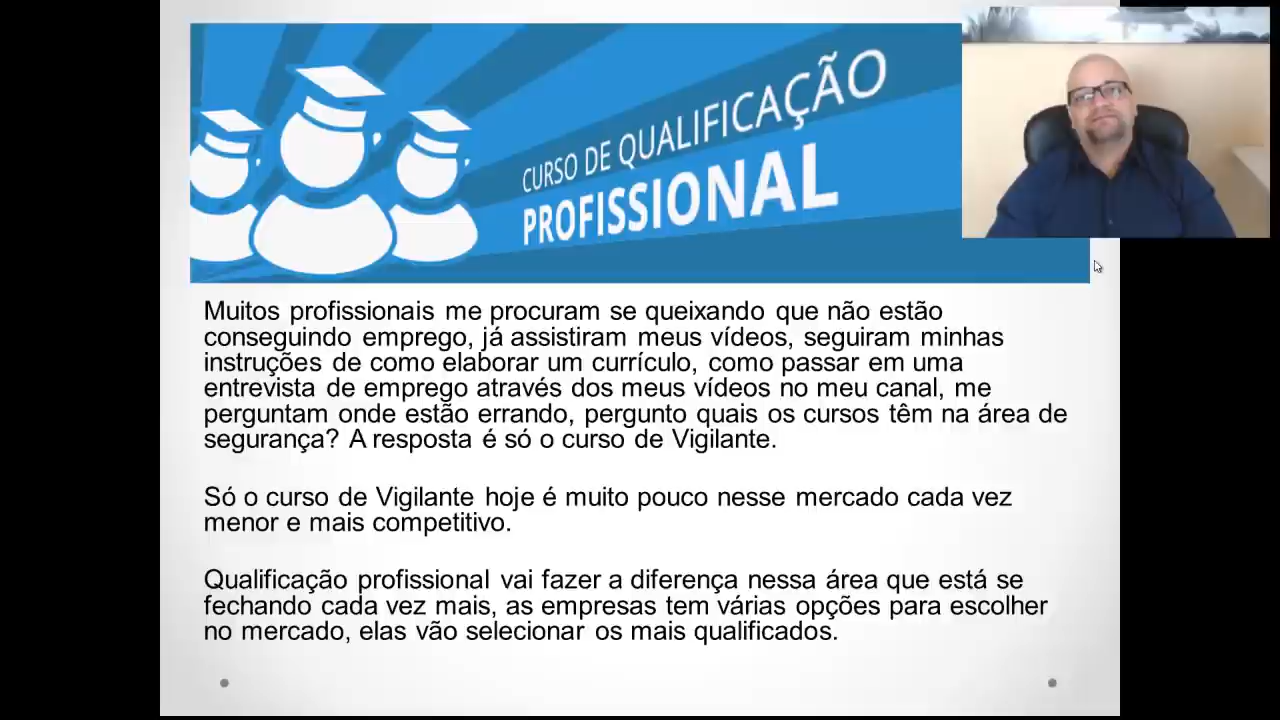 CURSO DE QUALIFICAÇÃO
PROFISSIONAL
Muitos profissionais me procuram se queixando que não estão
conseguindo emprego, já assistiram meus vídeos, seguiram minhas
instruções de como elaborar um currículo, como passar em uma
entrevista de emprego através dos meus vídeos no meu canal, me
perguntam onde estão errando, pergunto quais os cursos têm na área de
segurança? A resposta é só o curso de Vigilante.
Só o curso de Vigilante hoje é muito pouco nesse mercado cada vez
menor e mais competitivo.
Qualificação profissional vai fazer a diferença nessa área que está se
fechando cada vez mais, as empresas tem várias opções para escolher
no mercado, elas vão selecionar os mais qualificados.